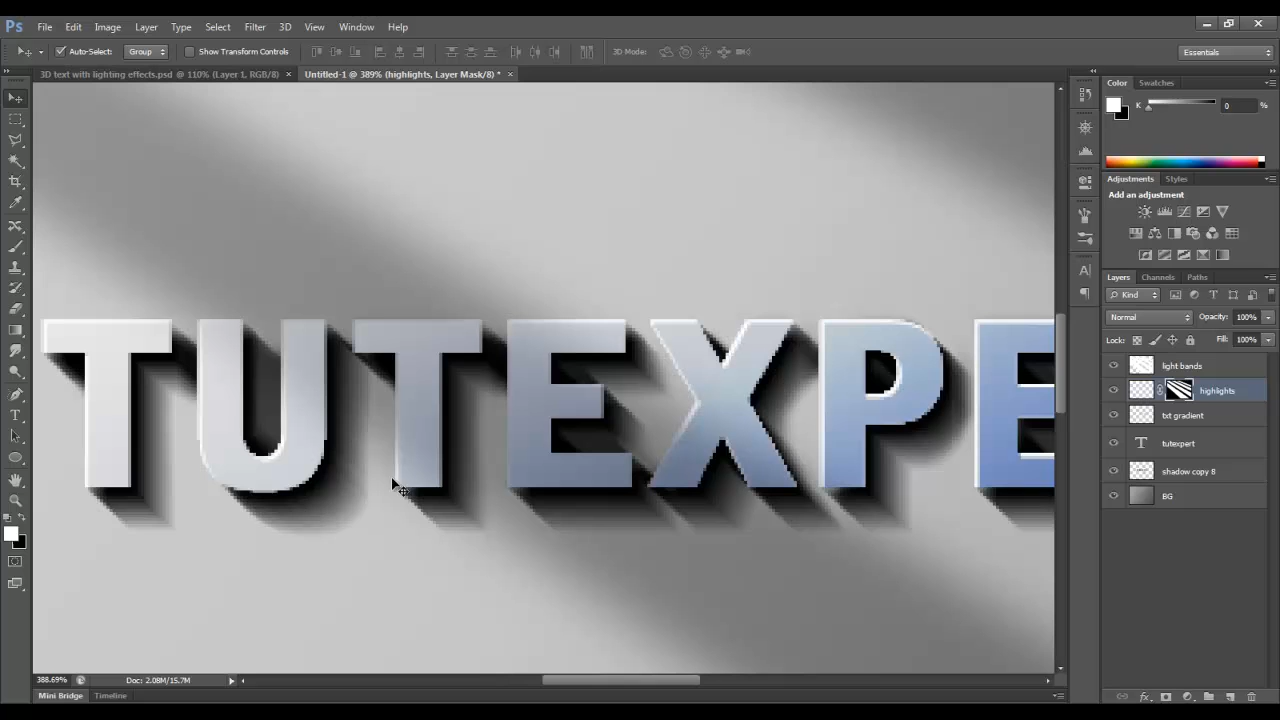 Ps File Edit Image Layer Type Select Filter 3D View Window Help
Auto-Select: Group Show Transform Controls 3D Mode: Essentials
3D text with lighting effects.psd @ 110% (Layer 1, RGB/8) × Untitled-1 @ 389% (highlights, Layer Mask/8) * ×
Color Swatches
K 0 %
Adjustments Styles
Add an adjustment
Layers Channels Paths
Kind
Normal Opacity: 100%
Lock: Fill: 100%
light bands
highlights
txt gradient
T tutexpert
shadow copy 8
BG
TUTEXPE
388.69% Doc: 2.08M/15.7M
Mini Bridge Timeline